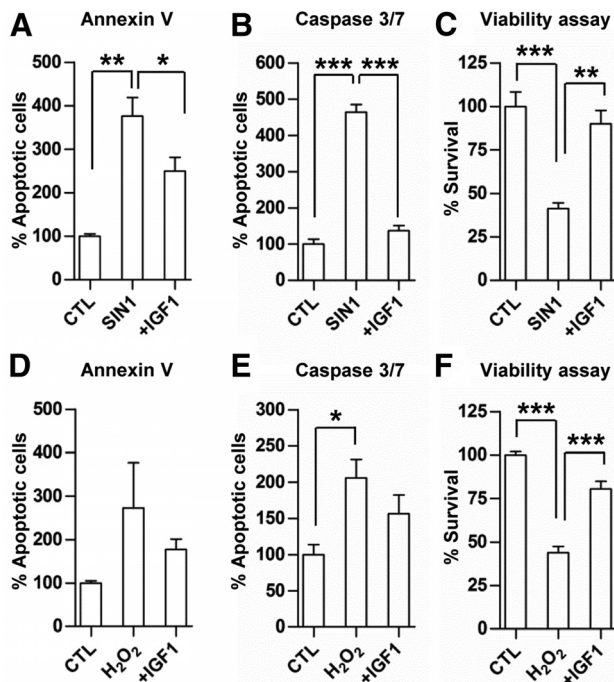 A Annexin V
% Apoptotic cells
500
400
300
200
100
0
** *
CTL SIN1 +IGF1
B Caspase 3/7
% Apoptotic cells
600
500
400
300
200
100
0
*** ***
CTL SIN1 +IGF1
C Viability assay
% Survival
125
100
75
50
25
0
*** **
CTL SIN1 +IGF1
D Annexin V
% Apoptotic cells
500
400
300
200
100
0
CTL H₂O₂ +IGF1
E Caspase 3/7
% Apoptotic cells
300
250
200
150
100
50
0
*
CTL H₂O₂ +IGF1
F Viability assay
% Survival
125
100
75
50
25
0
*** ***
CTL H₂O₂ +IGF1